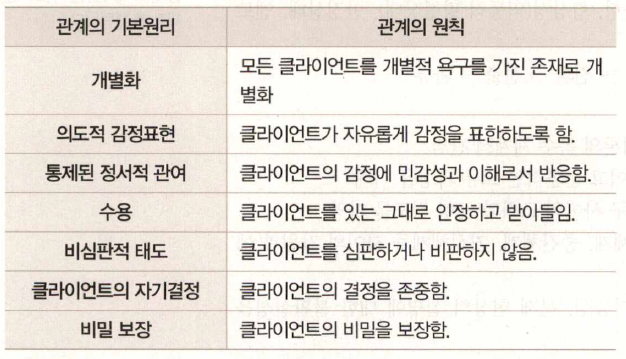 관계의 기본원리 관계의 원칙
개별화 모든 클라이언트를 개별적 욕구를 가진 존재로 개
별화
의도적 감정표현 클라이언트가 자유롭게 감정을 표함하도록 함.
통제된 정서적 관여 클라이언트의 감정에 민감성과 이해로서 반응함.
수용 클라이언트를 있는 그대로 인정하고 받아들임.
비심판적 태도 클라이언트를 심판하거나 비판하지 않음.
클라이언트의 자기결정 클라이언트의 결정을 존중함.
비밀 보장 클라이언트의 비밀을 보장함.